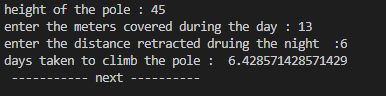 height of the pole : 45
enter the meters covered during the day : 13
enter the distance retracted druing the night  :6
days taken to climb the pole :  6.428571428571429
 ----------- next ----------